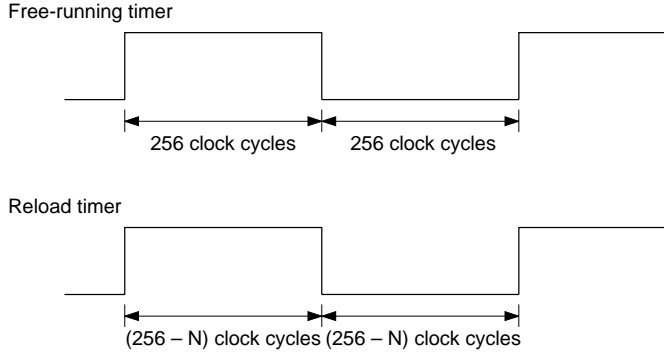 Free-running timer
256 clock cycles 256 clock cycles
Reload timer
(256 – N) clock cycles (256 – N) clock cycles